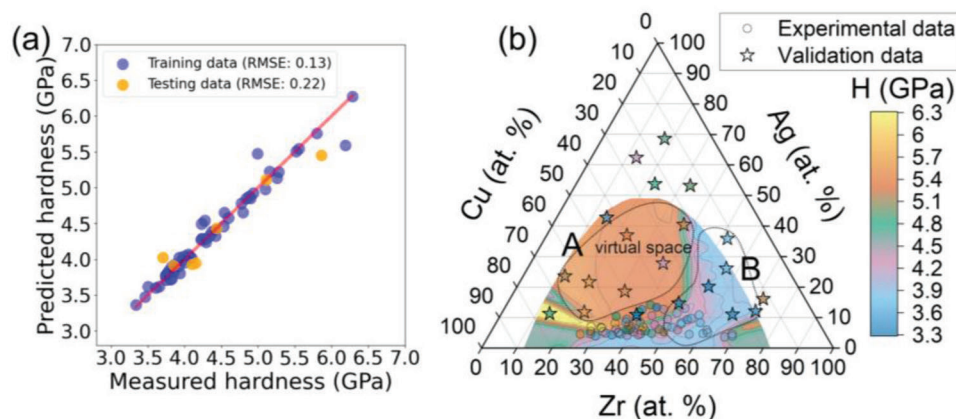 (a)
7.0
6.5
6.0
5.5
5.0
4.5
4.0
3.5
3.0
Predicted hardness (GPa)
Training data (RMSE: 0.13)
Testing data (RMSE: 0.22)
3.0 3.5 4.0 4.5 5.0 5.5 6.0 6.5 7.0
Measured hardness (GPa)
(b)
Experimental data
Validation data
Cu (at. %)
0
10
20
30
40
50
60
70
80
90
100
Ag (at. %)
100
90
80
70
60
50
40
30
20
10
0
A
virtual space
B
0 10 20 30 40 50 60 70 80 90 100
Zr (at. %)
H (GPa)
6.3
6.0
5.7
5.4
5.1
4.8
4.5
4.2
3.9
3.6
3.3